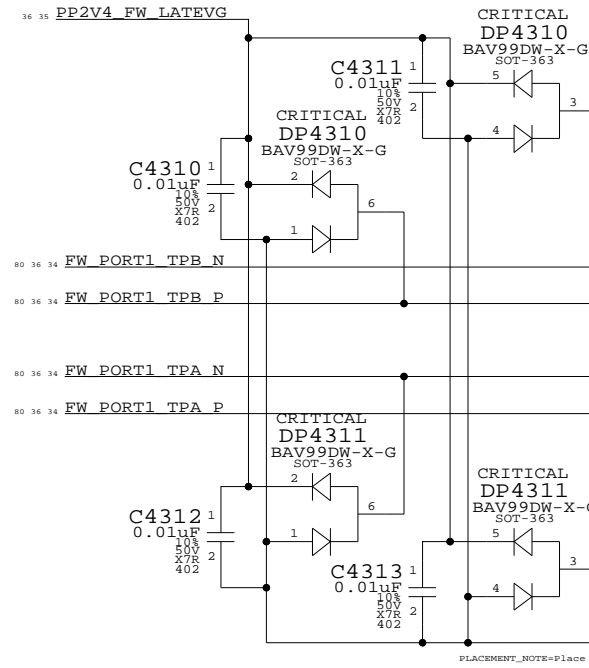 36 35 PP2V4_FW_LATEVG
CRITICAL
DP4310
BAV99DW-X-G
SOT-363
C4311 1
0.01uF
10%
50V
X7R 2
402
5
3
4
CRITICAL
DP4310
BAV99DW-X-G
SOT-363
C4310 1
0.01uF
10%
50V
X7R 2
402
2
6
1
80 36 34 FW_PORT1_TPB_N
80 36 34 FW_PORT1_TPB_P
80 36 34 FW_PORT1_TPA_N
80 36 34 FW_PORT1_TPA_P
CRITICAL
DP4311
BAV99DW-X-G
SOT-363
2
6
1
C4312 1
0.01uF
10%
50V
X7R 2
402
CRITICAL
DP4311
BAV99DW-X-G
SOT-363
5
3
4
C4313 1
0.01uF
10%
50V
X7R 2
402
PLACEMENT_NOTE=Place